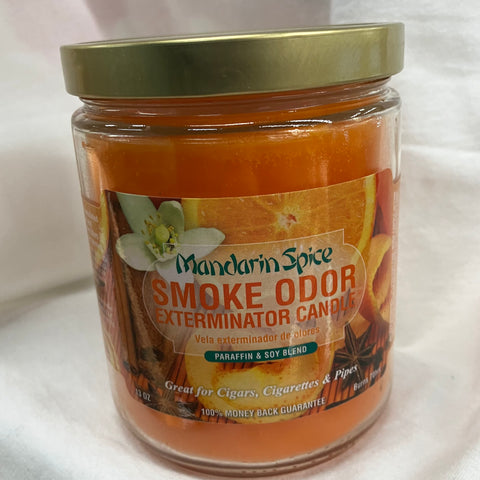 Mandarin Spice
SMOKE ODOR
EXTERMINATOR CANDLE
Vela exterminador de olores
PARAFFIN & SOY BLEND
Great for Cigars, Cigarettes & Pipes
13 OZ
Burns
100% MONEY BACK GUARANTEE